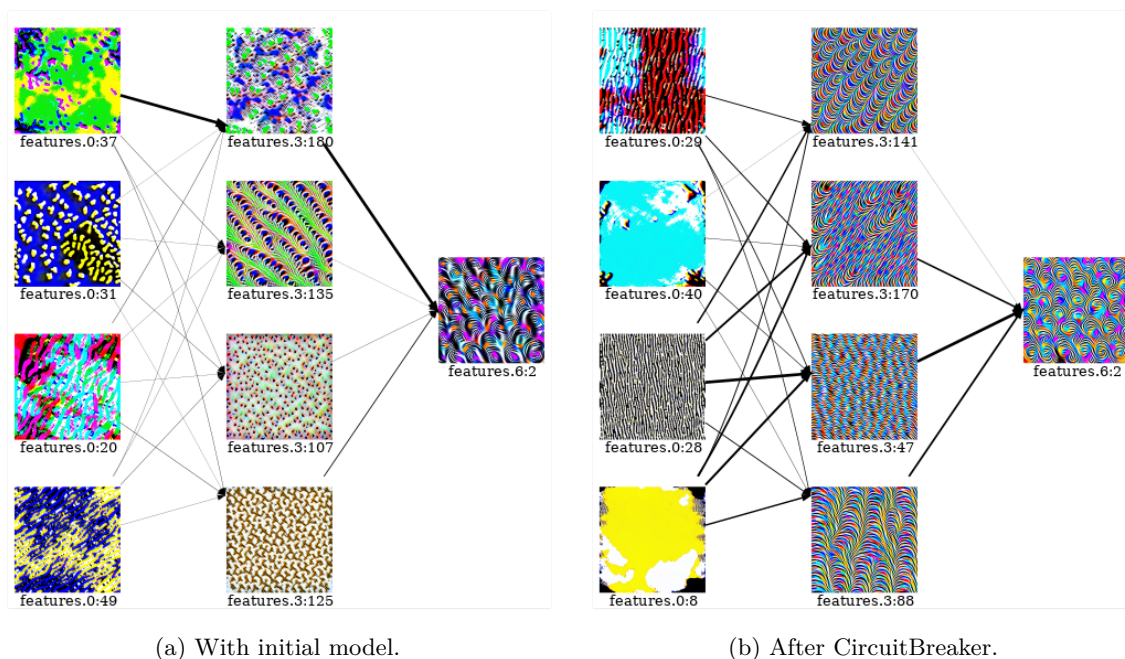 features.0:37
features.3:180
features.0:31
features.3:135
features.6:2
features.0:20
features.3:107
features.0:49
features.3:125
(a) With initial model.
features.0:29
features.3:141
features.0:40
features.3:170
features.6:2
features.0:28
features.3:47
features.0:8
features.3:88
(b) After CircuitBreaker.